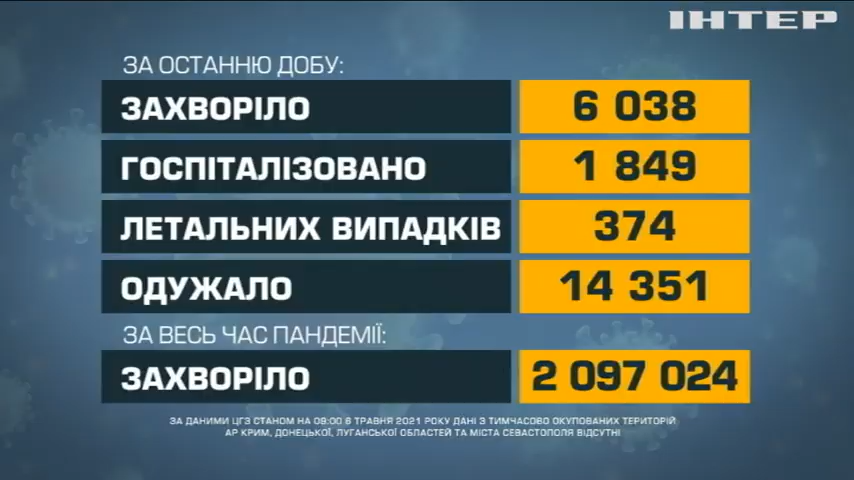 ІНТЕР
ЗА ОСТАННЮ ДОБУ:
ЗАХВОРІЛО 6 038
ГОСПІТАЛІЗОВАНО 1 849
ЛЕТАЛЬНИХ ВИПАДКІВ 374
ОДУЖАЛО 14 351
ЗА ВЕСЬ ЧАС ПАНДЕМІЇ:
ЗАХВОРІЛО 2 097 024
ЗА ДАНИМИ ЦГЗ СТАНОМ НА 09:00 6 ТРАВНЯ 2021 РОКУ ДАНІ З ТИМЧАСОВО ОКУПОВАНИХ ТЕРИТОРІЙ
АР КРИМ, ДОНЕЦЬКОЇ, ЛУГАНСЬКОЇ ОБЛАСТЕЙ ТА МІСТА СЕВАСТОПОЛЯ ВІДСУТНІ